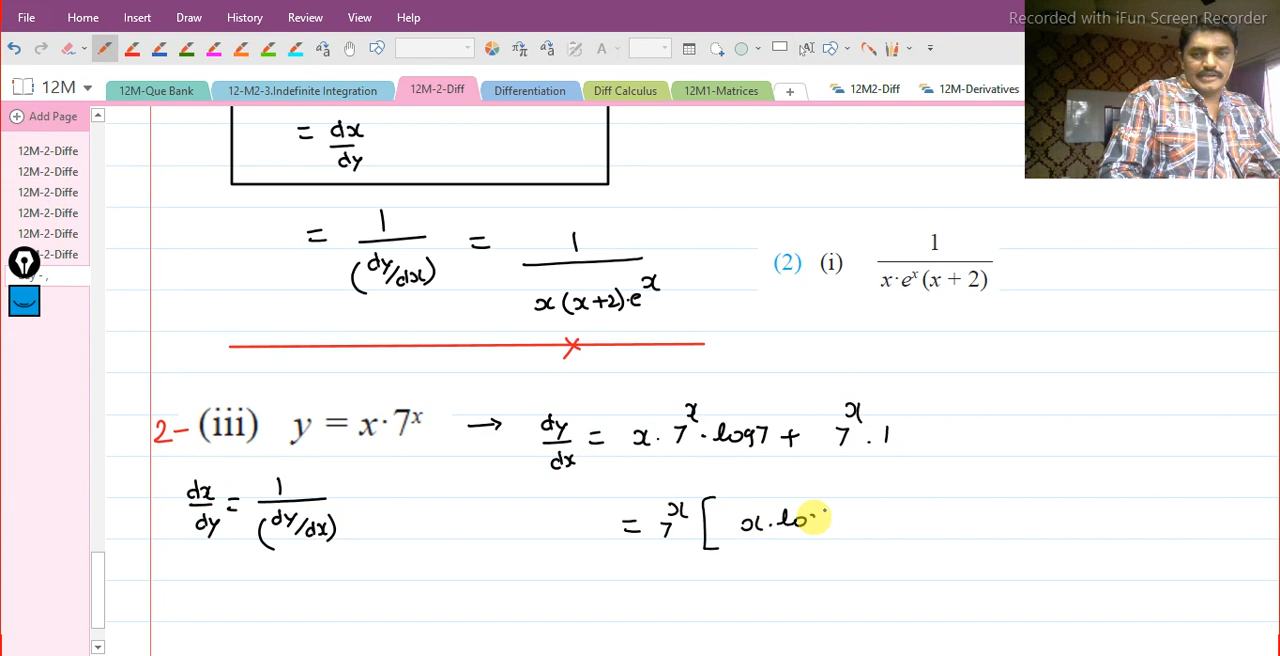 File Home Insert Draw History Review View Help
Recorded with iFun Screen Recorder
12M 12M-Que Bank 12-M2-3.Indefinite Integration 12M-2-Diff Differentiation Diff Calculus 12M1-Matrices + 12M2-Diff 12M-Derivatives
Add Page
12M-2-Diffe
12M-2-Diffe
12M-2-Diffe
12M-2-Diffe
12M-2-Diffe
M-2-Diffe
= dx/dy
= 1/(dy/dx) = 1/(x(x+2)·e^x)
(2) (i) 1/(x·e^x(x + 2))
2- (iii) y = x·7^x → dy/dx = x·7^x·log7 + 7^x·1
dx/dy = 1/(dy/dx)
= 7^x [ x·lo